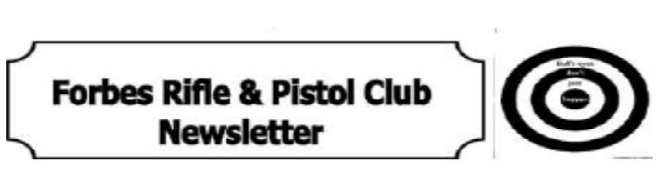 Forbes Rifle & Pistol Club
Newsletter
Bull's eyes
don't
just
happen